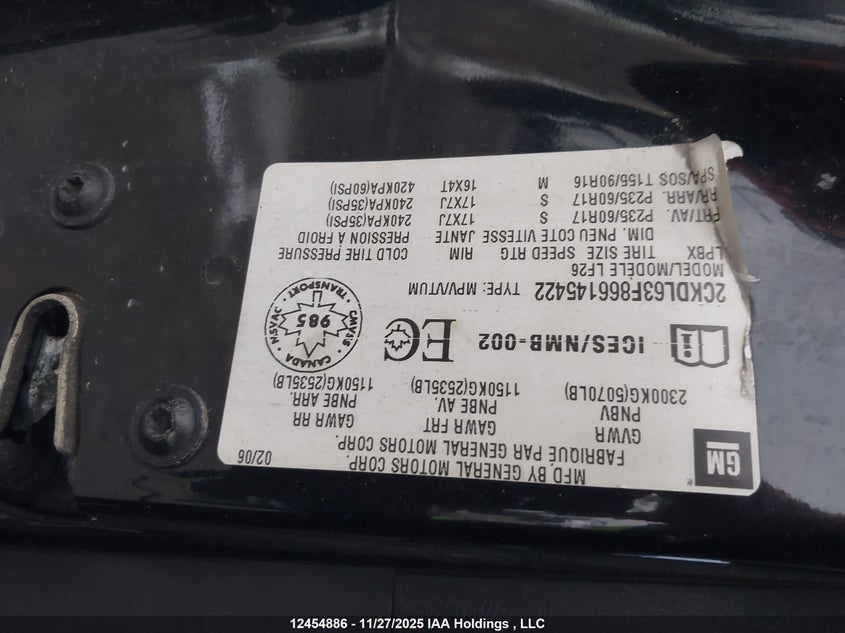 GM
MFD. BY GENERAL MOTORS CORP.
FABRIQUE PAR GENERAL MOTORS CORP.
02/06
GVWR GAWR FRT GAWR RR
PNBV PNBE AV. PNBE ARR.
2300KG(5070LB) 1150KG(2535LB) 1150KG(2535LB)
ICES/NMB-002 EC
CANADA
NSVAC 985 CMVSS
TRANSPORT
2CKDL63F866145422 TYPE: MPV/VTUM
MODEL/MODÈLE LF26
LPBX TIRE SIZE SPEED RTG RIM COLD TIRE PRESSURE
DIM. PNEU COTE VITESSE JANTE PRESSION A FROID
FRT/AV. P235/60R17 S 17X7J 240KPA(35PSI)
RR/ARR. P235/60R17 S 17X7J 240KPA(35PSI)
SPA/SOS T155/90R16 M 16X4T 420KPA(60PSI)
12454886 - 11/27/2025 IAA Holdings , LLC